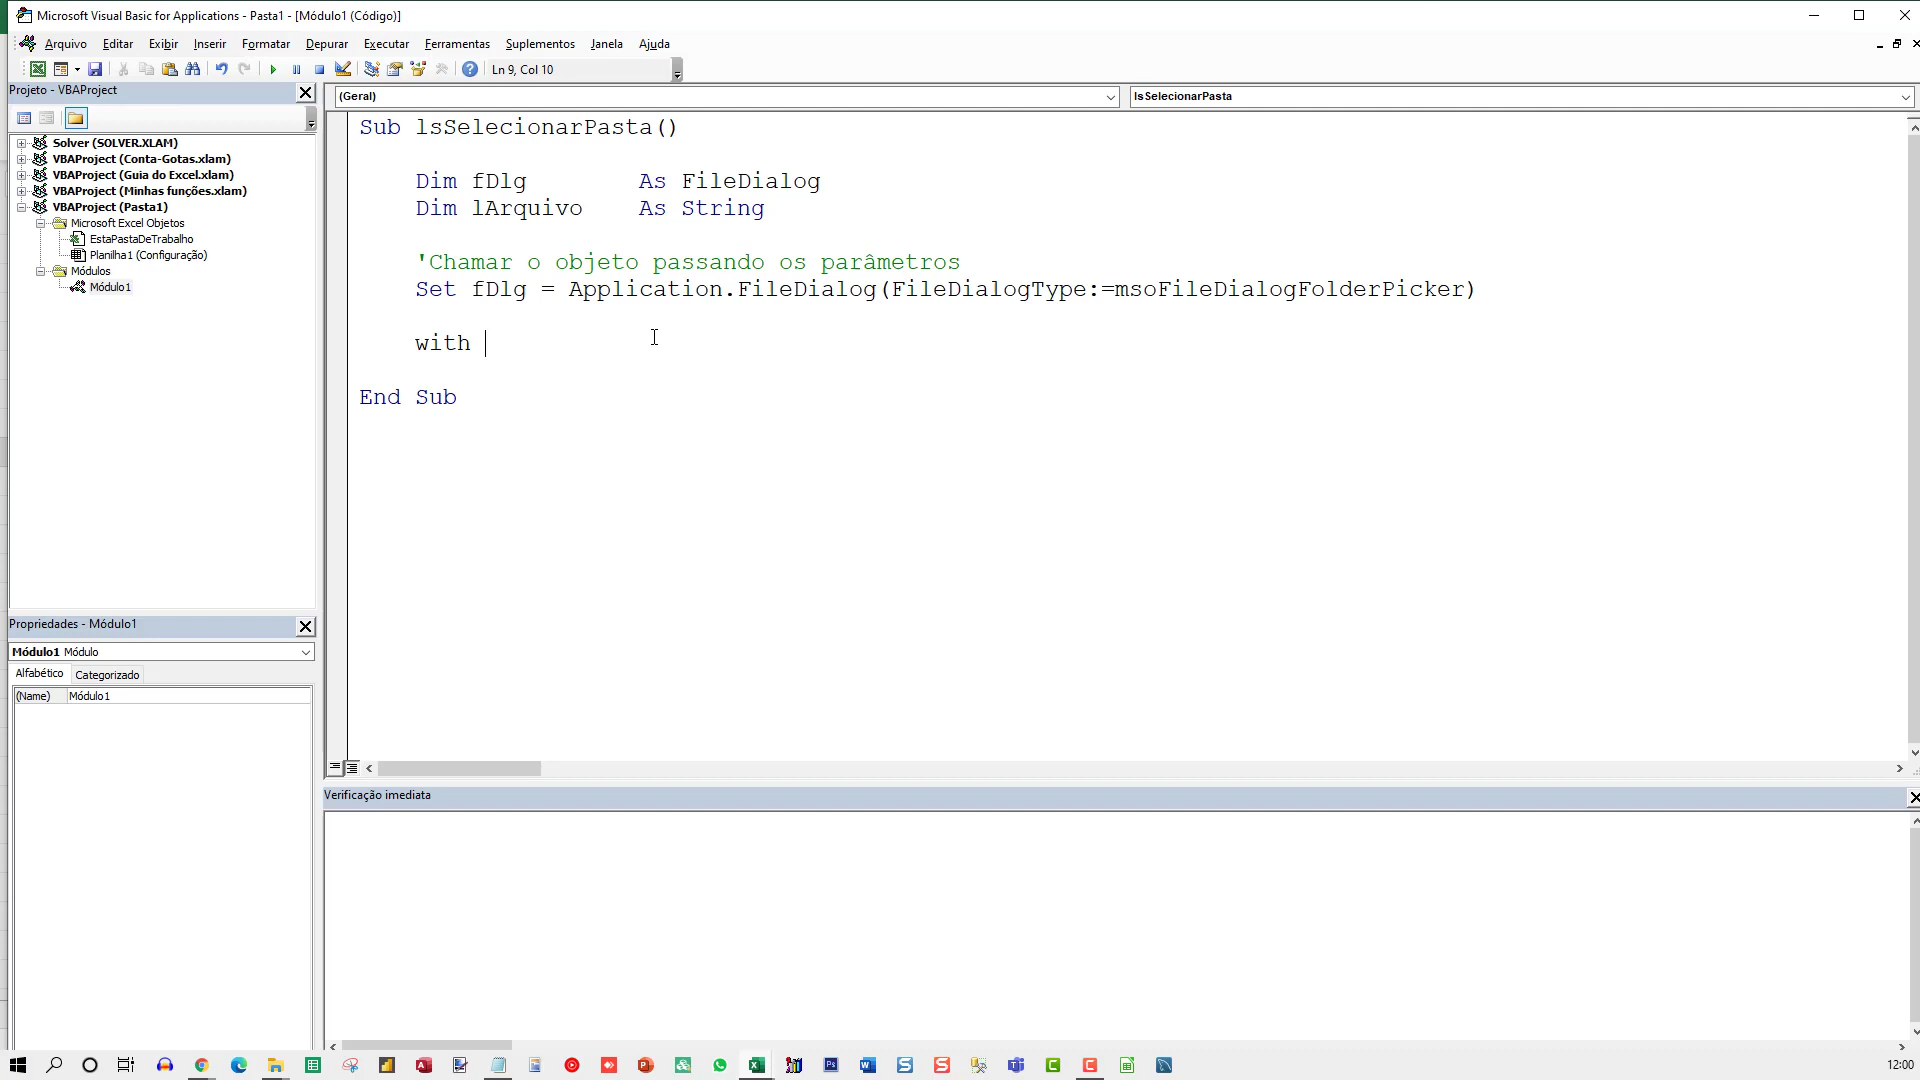 Microsoft Visual Basic for Applications - Pasta1 - [Módulo1 (Código)]
Arquivo Editar Exibir Inserir Formatar Depurar Executar Ferramentas Suplementos Janela Ajuda
Ln 9, Col 10
Projeto - VBAProject
Solver (SOLVER.XLAM)
VBAProject (Conta-Gotas.xlam)
VBAProject (Guia do Excel.xlam)
VBAProject (Minhas funções.xlam)
VBAProject (Pasta1)
Microsoft Excel Objetos
EstaPastaDeTrabalho
Planilha1 (Configuração)
Módulos
Módulo1
Propriedades - Módulo1
Módulo1 Módulo
Alfabético Categorizado
(Name) Módulo1
(Geral) lsSelecionarPasta
Sub lsSelecionarPasta()
Dim fDlg As FileDialog
Dim lArquivo As String
'Chamar o objeto passando os parâmetros
Set fDlg = Application.FileDialog(FileDialogType:=msoFileDialogFolderPicker)
with
End Sub
Verificação imediata
12:00